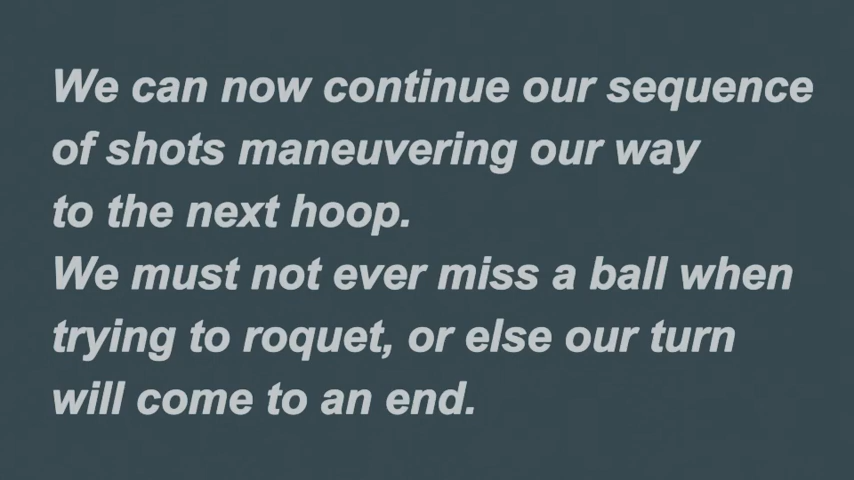 We can now continue our sequence
of shots maneuvering our way
to the next hoop.
We must not ever miss a ball when
trying to roquet, or else our turn
will come to an end.